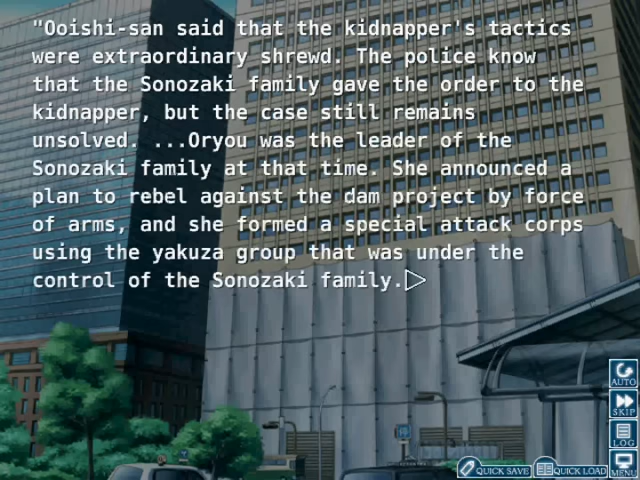 "Ooishi-san said that the kidnapper's tactics
were extraordinary shrewd. The police know
that the Sonozaki family gave the order to the
kidnapper, but the case still remains
unsolved. ...Oryou was the leader of the
Sonozaki family at that time. She announced a
plan to rebel against the dam project by force
of arms, and she formed a special attack corps
using the yakuza group that was under the
control of the Sonozaki family.
AUTO
SKIP
LOG
QUICK SAVE QUICK LOAD MENU